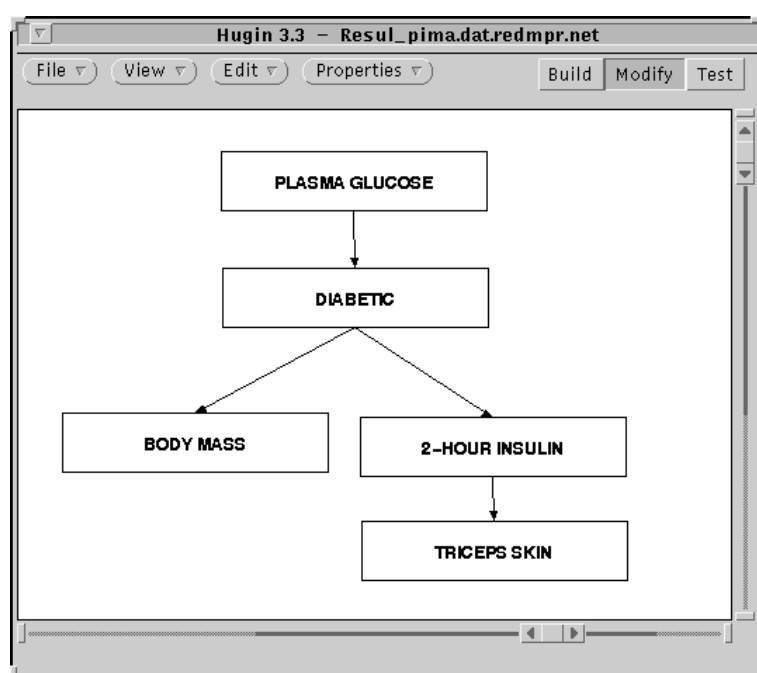 Hugin 3.3 – Resul_pima.dat.redmpr.net
File View Edit Properties Build Modify Test
PLASMA GLUCOSE
DIABETIC
BODY MASS
2–HOUR INSULIN
TRICEPS SKIN